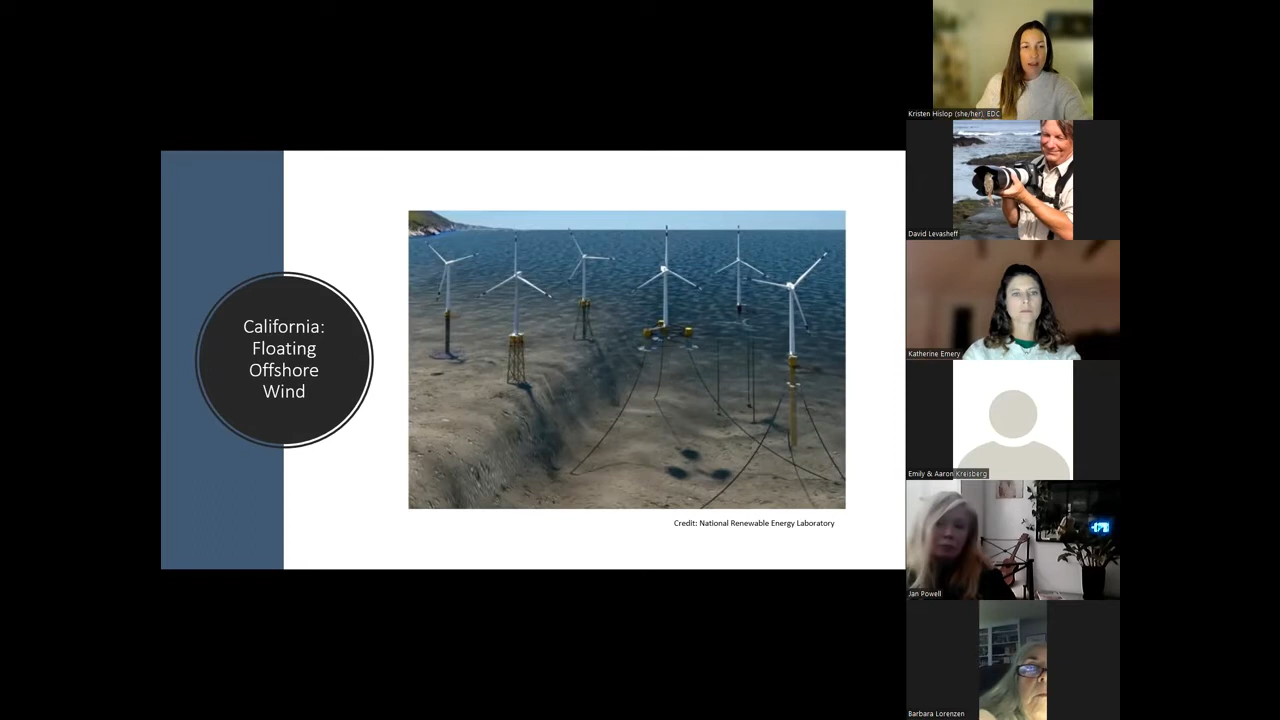 California:
Floating
Offshore
Wind
Credit: National Renewable Energy Laboratory
Kristen Hislop (she/her), EDC
David Levasheff
Katherine Emery
Emily & Aaron Kreisberg
Jan Powell
Barbara Lorenzen